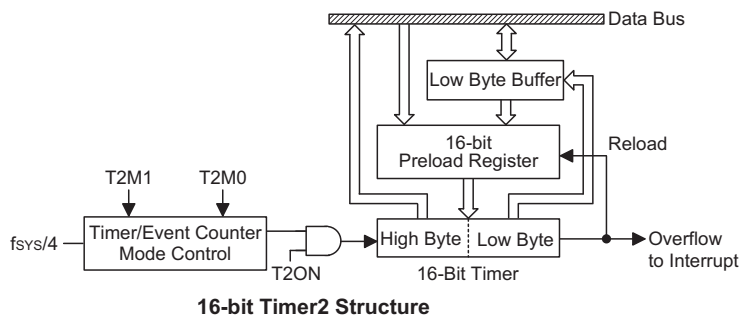 Data Bus
Low Byte Buffer
16-bit
Preload Register
Reload
T2M1
T2M0
fSYS/4
Timer/Event Counter
Mode Control
T2ON
High Byte
Low Byte
16-Bit Timer
Overflow
to Interrupt
16-bit Timer2 Structure